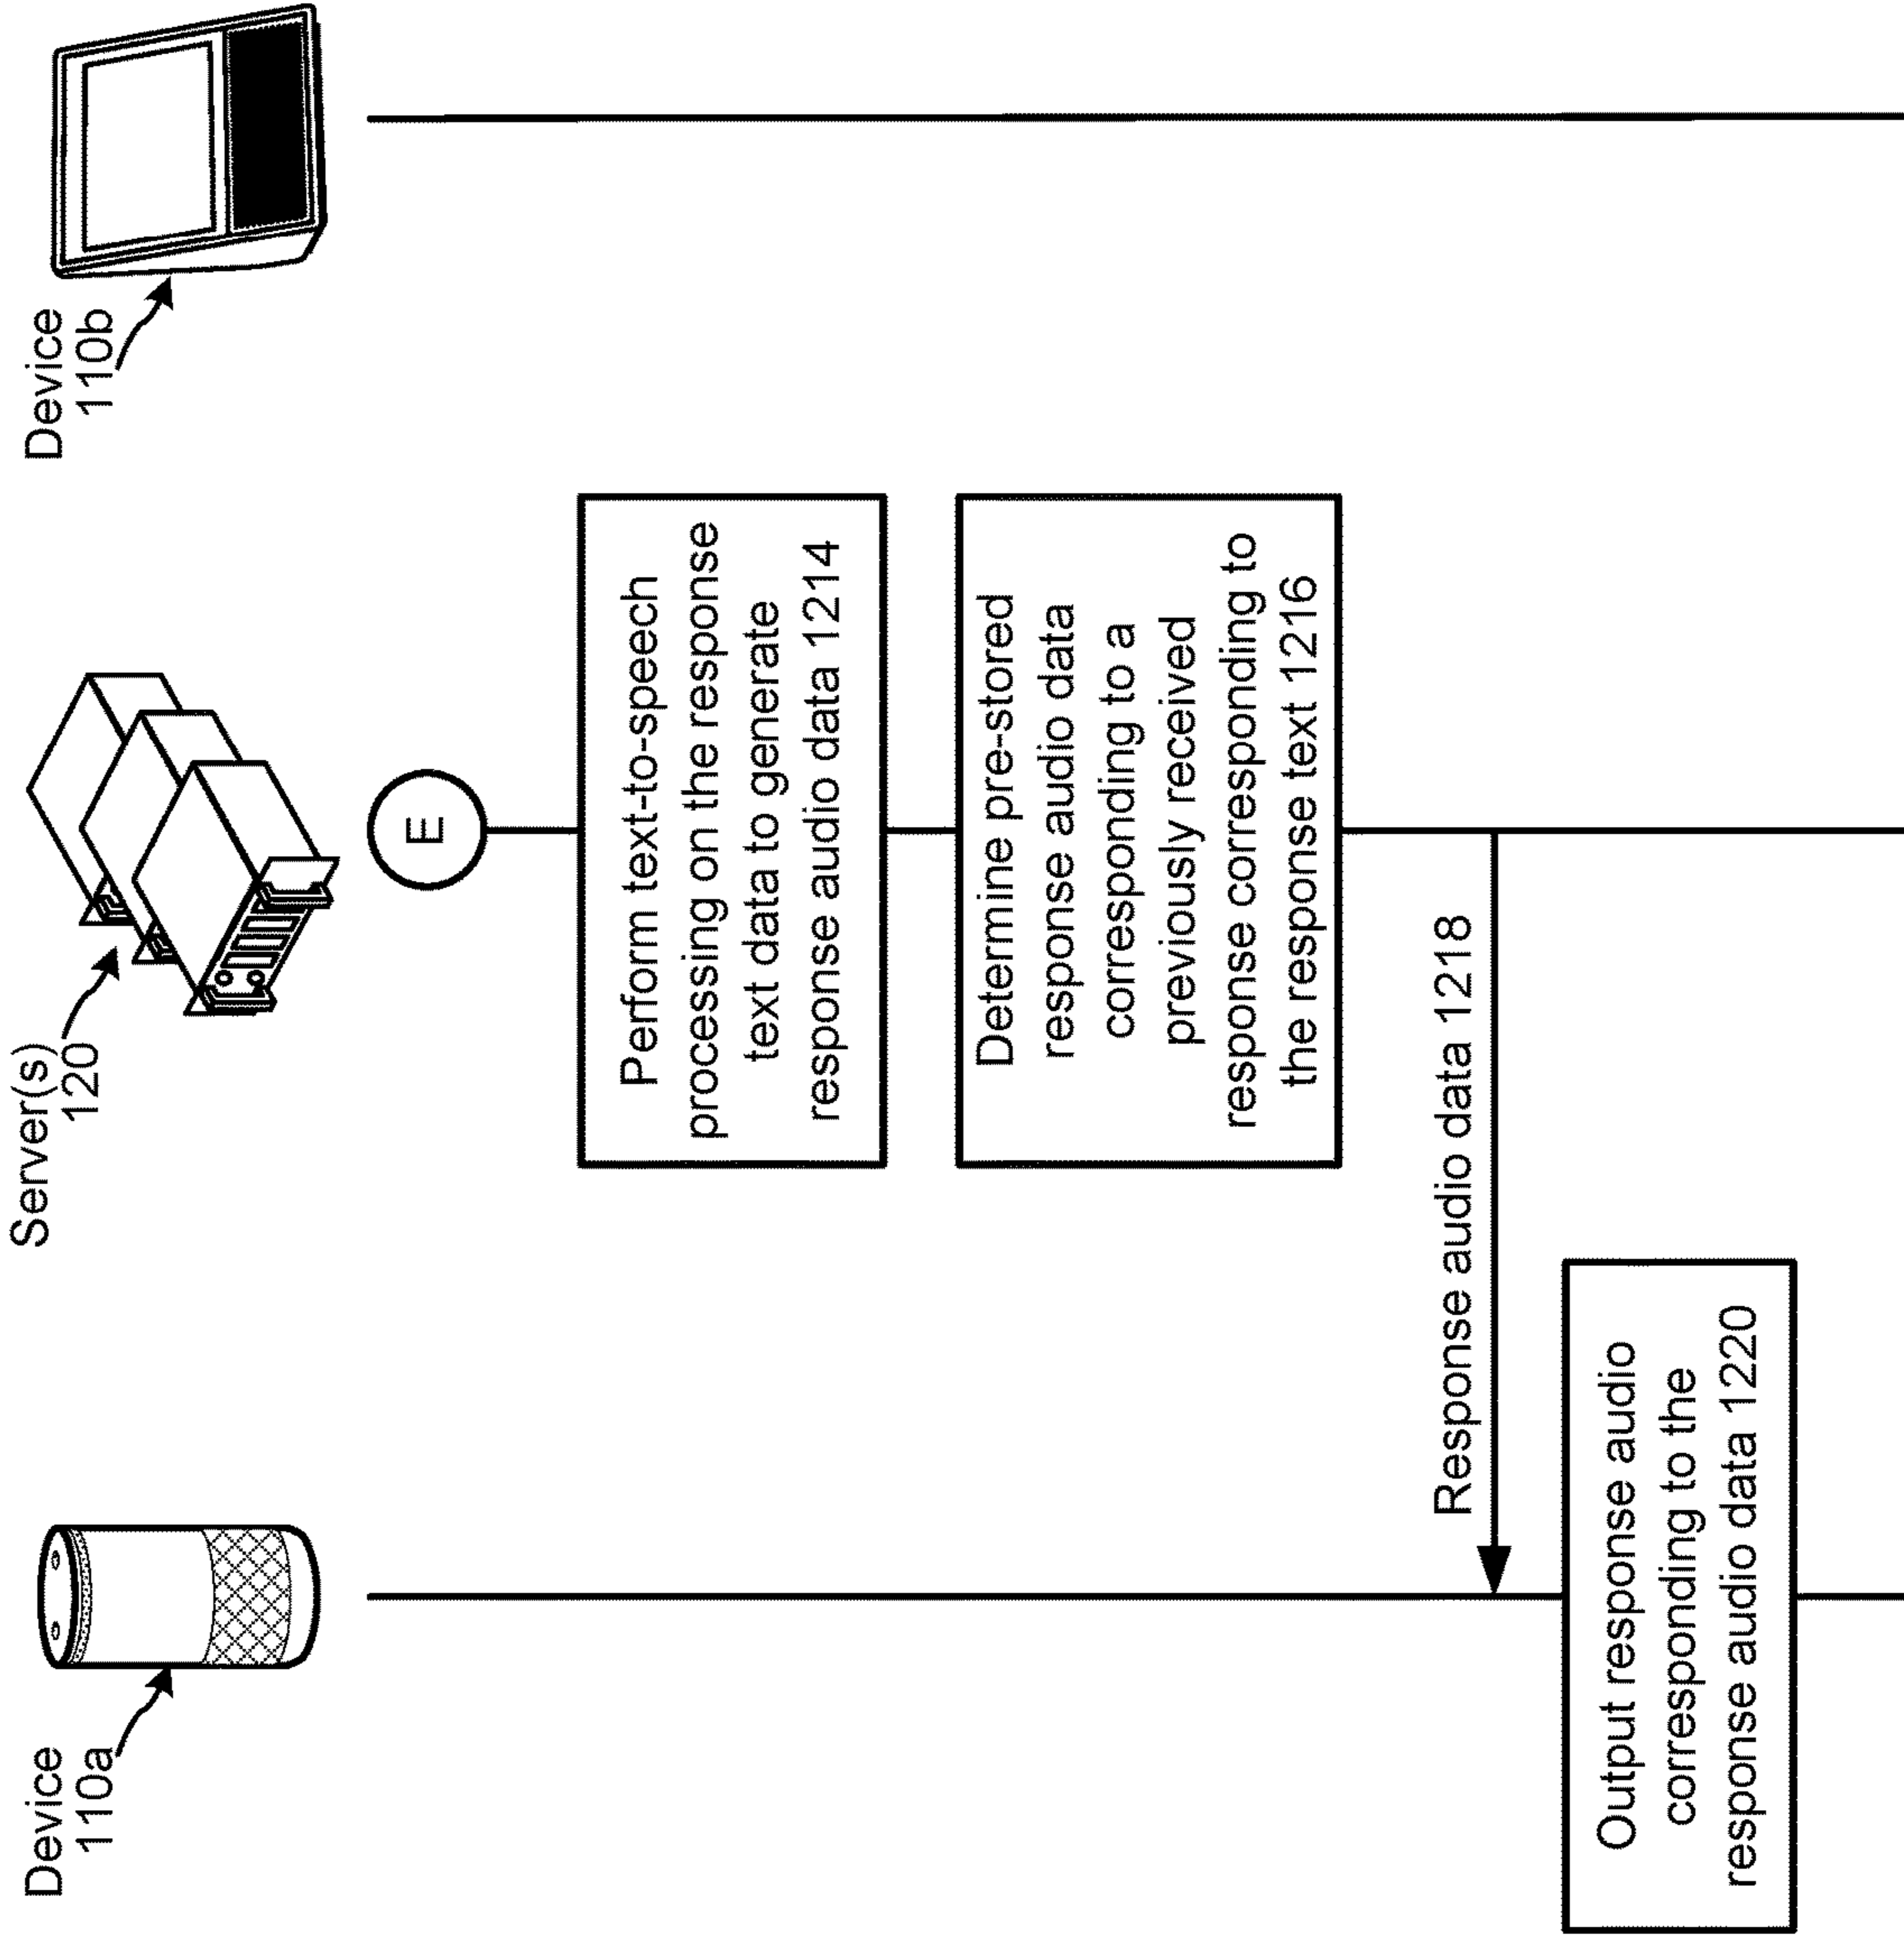 Device
110a
Server(s)
120
Device
110b
E
Perform text-to-speech
processing on the response
text data to generate
response audio data 1214
Determine pre-stored
response audio data
corresponding to a
previously received
response corresponding to
the response text 1216
Response audio data 1218
Output response audio
corresponding to the
response audio data 1220